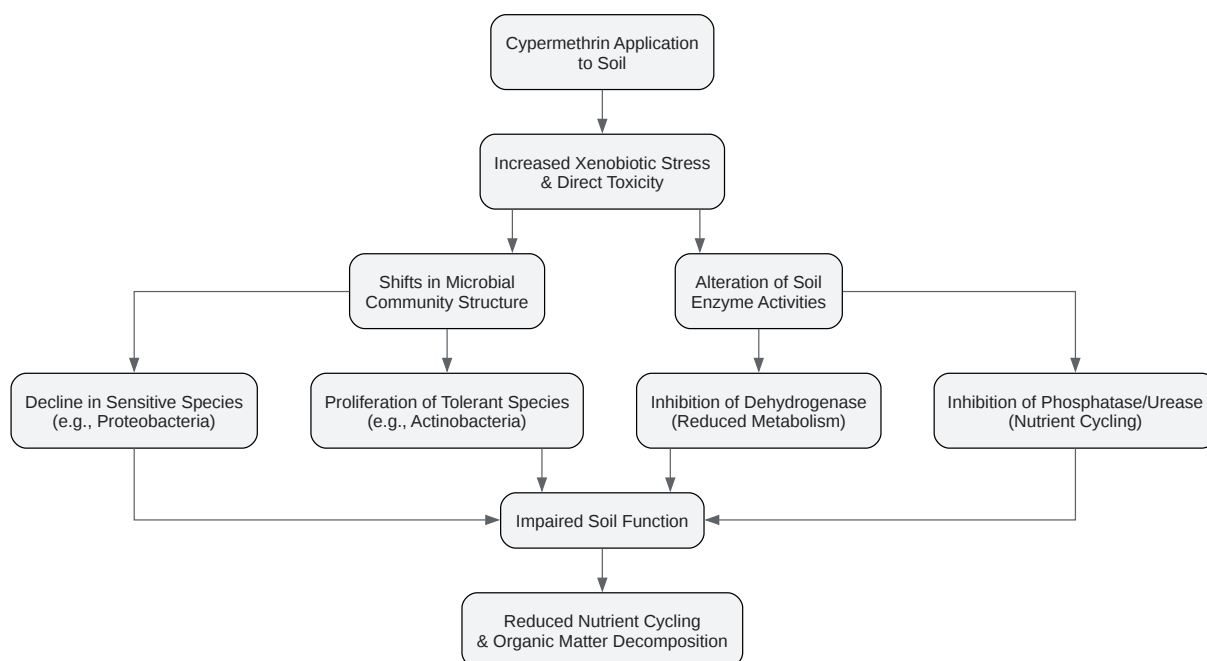 Cypermethrin Application
to Soil
Increased Xenobiotic Stress
& Direct Toxicity
Shifts in Microbial
Community Structure
Alteration of Soil
Enzyme Activities
Decline in Sensitive Species
(e.g., Proteobacteria)
Proliferation of Tolerant Species
(e.g., Actinobacteria)
Inhibition of Dehydrogenase
(Reduced Metabolism)
Inhibition of Phosphatase/Urease
(Nutrient Cycling)
Impaired Soil Function
Reduced Nutrient Cycling
& Organic Matter Decomposition